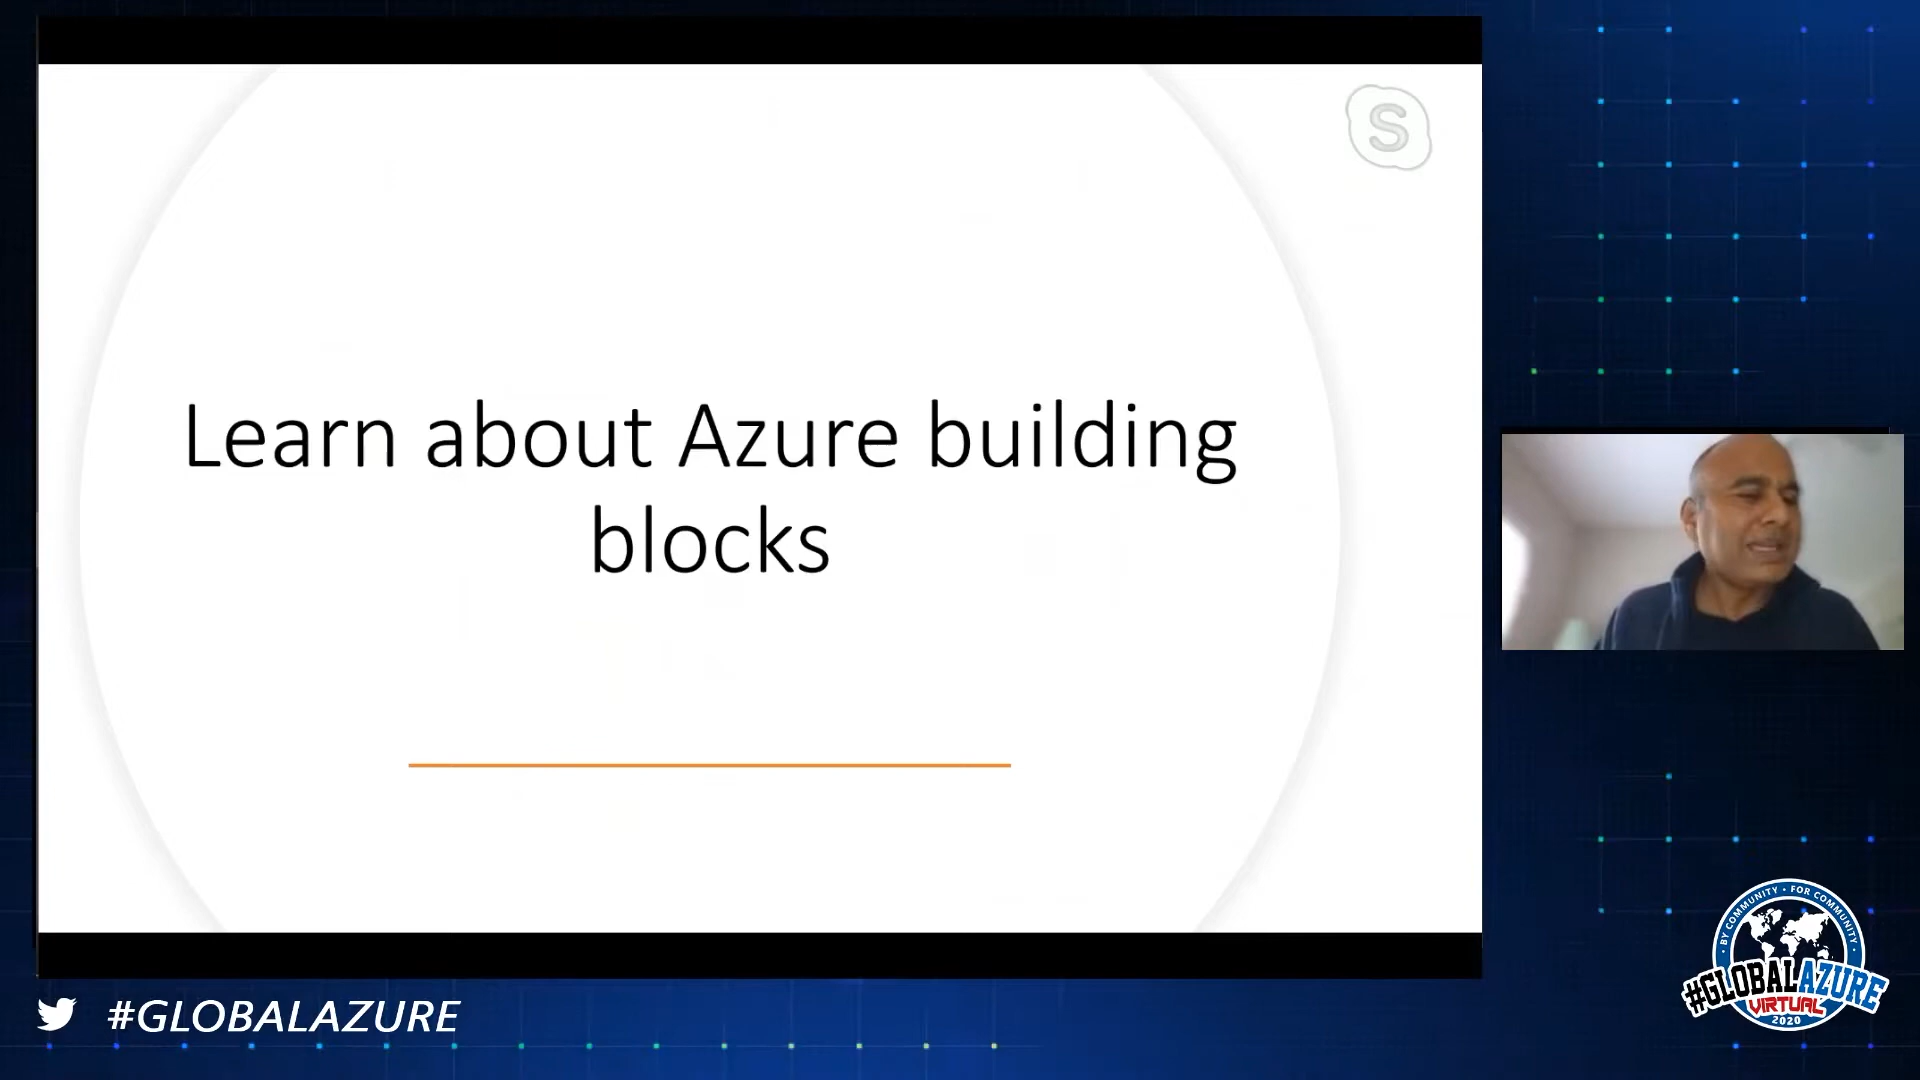 S
Learn about Azure building
blocks
#GLOBALAZURE
BY COMMUNITY • FOR COMMUNITY
#GLOBALAZURE
VIRTUAL
2020